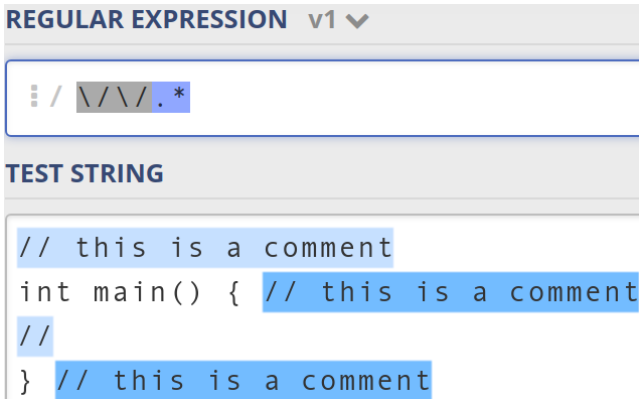 REGULAR EXPRESSION v1
/ \/\/.*
TEST STRING
// this is a comment
int main() { // this is a comment
//
} // this is a comment